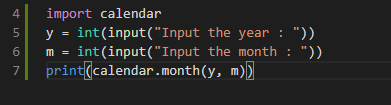 4 import calendar
5 y = int(input("Input the year : "))
6 m = int(input("Input the month : "))
7 print(calendar.month(y, m))